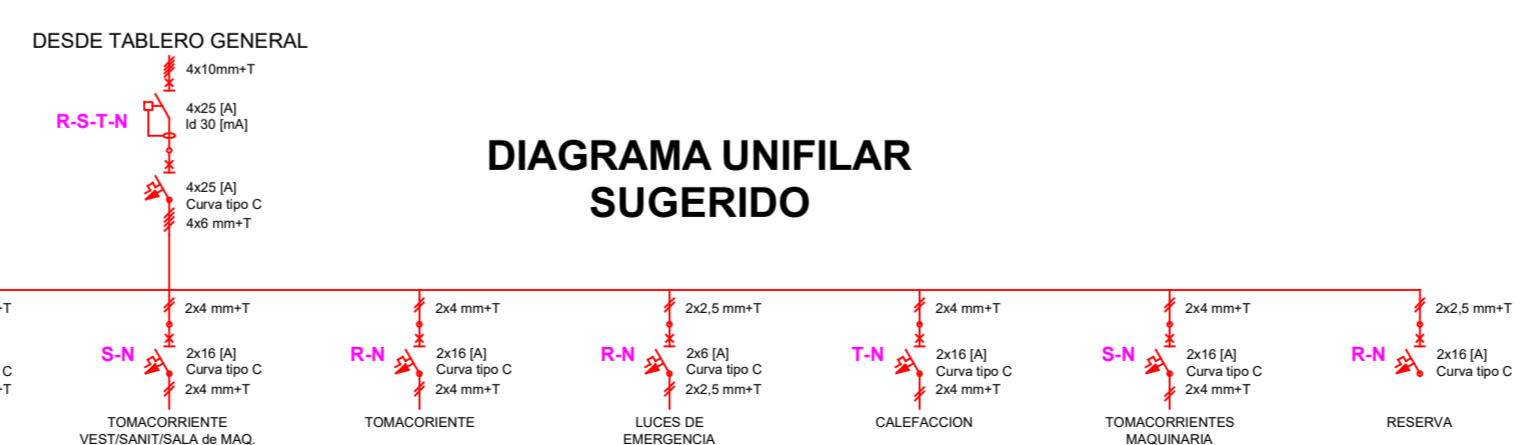 DESDE TABLERO GENERAL
4x10mm+T
R-S-T-N
4x25 [A]
Id 30 [mA]
DIAGRAMA UNIFILAR
SUGERIDO
4x25 [A]
Curva tipo C
4x6 mm+T
+T
C
+T
2x4 mm+T
S-N
2x16 [A]
Curva tipo C
2x4 mm+T
TOMACORRIENTE
VEST/SANIT/SALA de MAQ.
2x4 mm+T
R-N
2x16 [A]
Curva tipo C
2x4 mm+T
TOMACORIENTE
2x2,5 mm+T
R-N
2x6 [A]
Curva tipo C
2x2,5 mm+T
LUCES DE
EMERGENCIA
2x4 mm+T
T-N
2x16 [A]
Curva tipo C
2x4 mm+T
CALEFACCION
2x4 mm+T
S-N
2x16 [A]
Curva tipo C
2x4 mm+T
TOMACORRIENTES
MAQUINARIA
2x2,5 mm+T
R-N
2x16 [A]
Curva tipo C
RESERVA